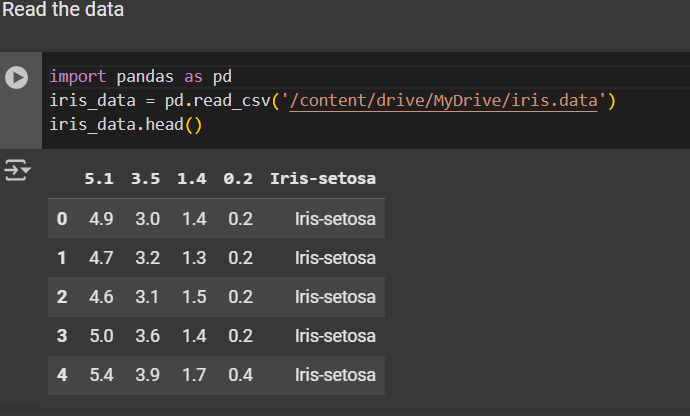 Read the data
import pandas as pd
iris_data = pd.read_csv('/content/drive/MyDrive/iris.data')
iris_data.head()
5.1 3.5 1.4 0.2 Iris-setosa
0 4.9 3.0 1.4 0.2 Iris-setosa
1 4.7 3.2 1.3 0.2 Iris-setosa
2 4.6 3.1 1.5 0.2 Iris-setosa
3 5.0 3.6 1.4 0.2 Iris-setosa
4 5.4 3.9 1.7 0.4 Iris-setosa